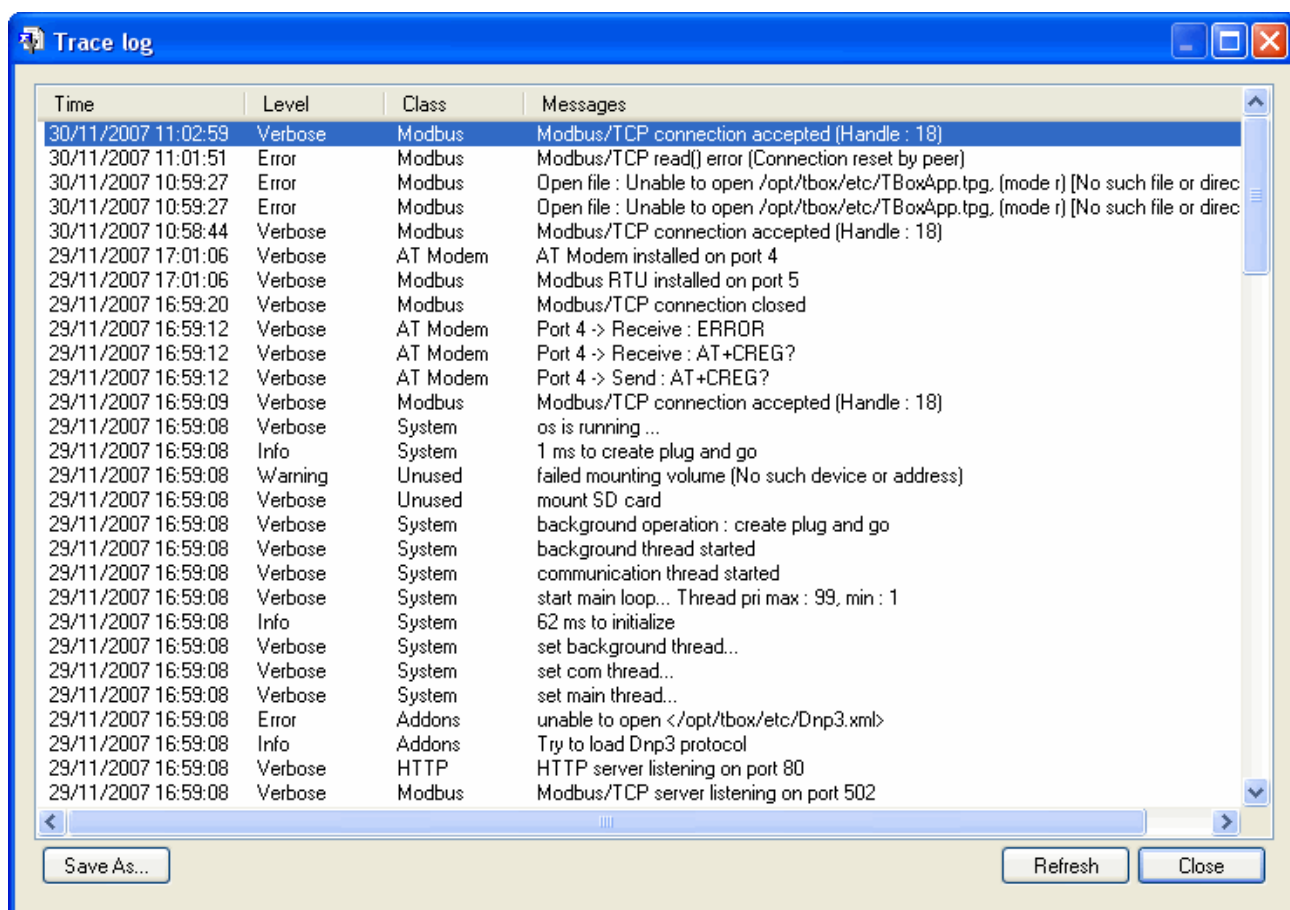 Trace log
Time Level Class Messages
30/11/2007 11:02:59 Verbose Modbus Modbus/TCP connection accepted (Handle : 18)
30/11/2007 11:01:51 Error Modbus Modbus/TCP read() error (Connection reset by peer)
30/11/2007 10:59:27 Error Modbus Open file : Unable to open /opt/tbox/etc/TBoxApp.tpg, (mode r) [No such file or direc
30/11/2007 10:59:27 Error Modbus Open file : Unable to open /opt/tbox/etc/TBoxApp.tpg, (mode r) [No such file or direc
30/11/2007 10:58:44 Verbose Modbus Modbus/TCP connection accepted (Handle : 18)
29/11/2007 17:01:06 Verbose AT Modem AT Modem installed on port 4
29/11/2007 17:01:06 Verbose Modbus Modbus RTU installed on port 5
29/11/2007 16:59:20 Verbose Modbus Modbus/TCP connection closed
29/11/2007 16:59:12 Verbose AT Modem Port 4 -> Receive : ERROR
29/11/2007 16:59:12 Verbose AT Modem Port 4 -> Receive : AT+CREG?
29/11/2007 16:59:12 Verbose AT Modem Port 4 -> Send : AT+CREG?
29/11/2007 16:59:09 Verbose Modbus Modbus/TCP connection accepted (Handle : 18)
29/11/2007 16:59:08 Verbose System os is running ...
29/11/2007 16:59:08 Info System 1 ms to create plug and go
29/11/2007 16:59:08 Warning Unused failed mounting volume (No such device or address)
29/11/2007 16:59:08 Verbose Unused mount SD card
29/11/2007 16:59:08 Verbose System background operation : create plug and go
29/11/2007 16:59:08 Verbose System background thread started
29/11/2007 16:59:08 Verbose System communication thread started
29/11/2007 16:59:08 Verbose System start main loop... Thread pri max : 99, min : 1
29/11/2007 16:59:08 Info System 62 ms to initialize
29/11/2007 16:59:08 Verbose System set background thread...
29/11/2007 16:59:08 Verbose System set com thread...
29/11/2007 16:59:08 Verbose System set main thread...
29/11/2007 16:59:08 Error Addons unable to open </opt/tbox/etc/Dnp3.xml>
29/11/2007 16:59:08 Info Addons Try to load Dnp3 protocol
29/11/2007 16:59:08 Verbose HTTP HTTP server listening on port 80
29/11/2007 16:59:08 Verbose Modbus Modbus/TCP server listening on port 502
Save As... Refresh Close